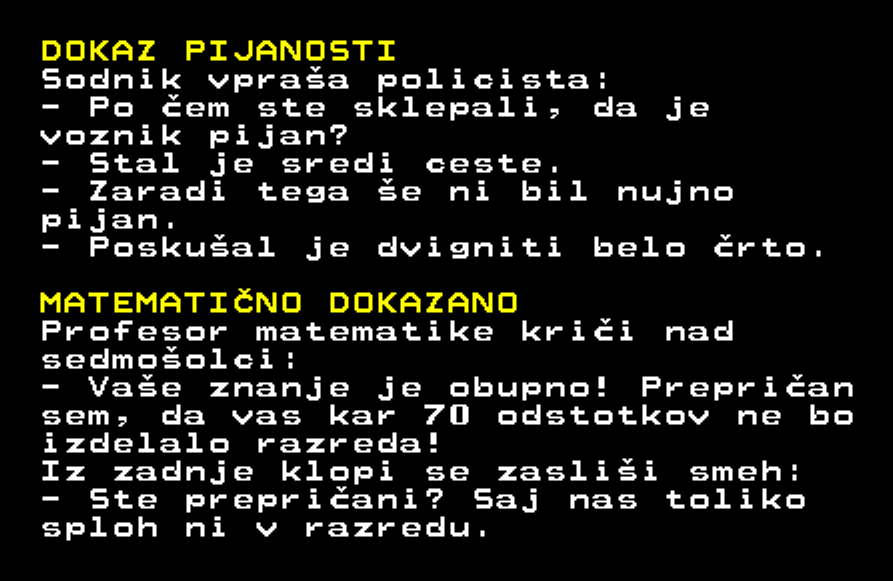 DOKAZ PIJANOSTI
Sodnik vpraša policista:
- Po čem ste sklepali, da je
voznik pijan?
- Stal je sredi ceste.
- Zaradi tega še ni bil nujno
pijan.
- Poskušal je dvigniti belo črto.
MATEMATIČNO DOKAZANO
Profesor matematike kriči nad
sedmošolci:
- Vaše znanje je obupno! Prepričan
sem, da vas kar 70 odstotkov ne bo
izdelalo razreda!
Iz zadnje klopi se zasliši smeh:
- Ste prepričani? Saj nas toliko
sploh ni v razredu.